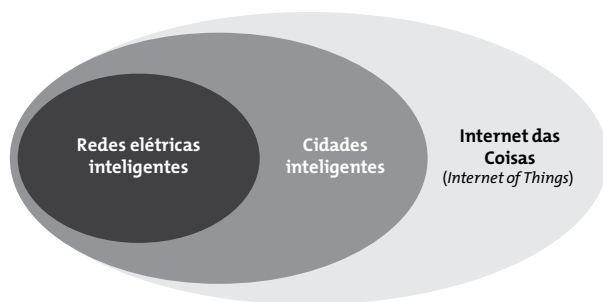 Redes elétricas
inteligentes
Cidades
inteligentes
Internet das
Coisas
(Internet of Things)